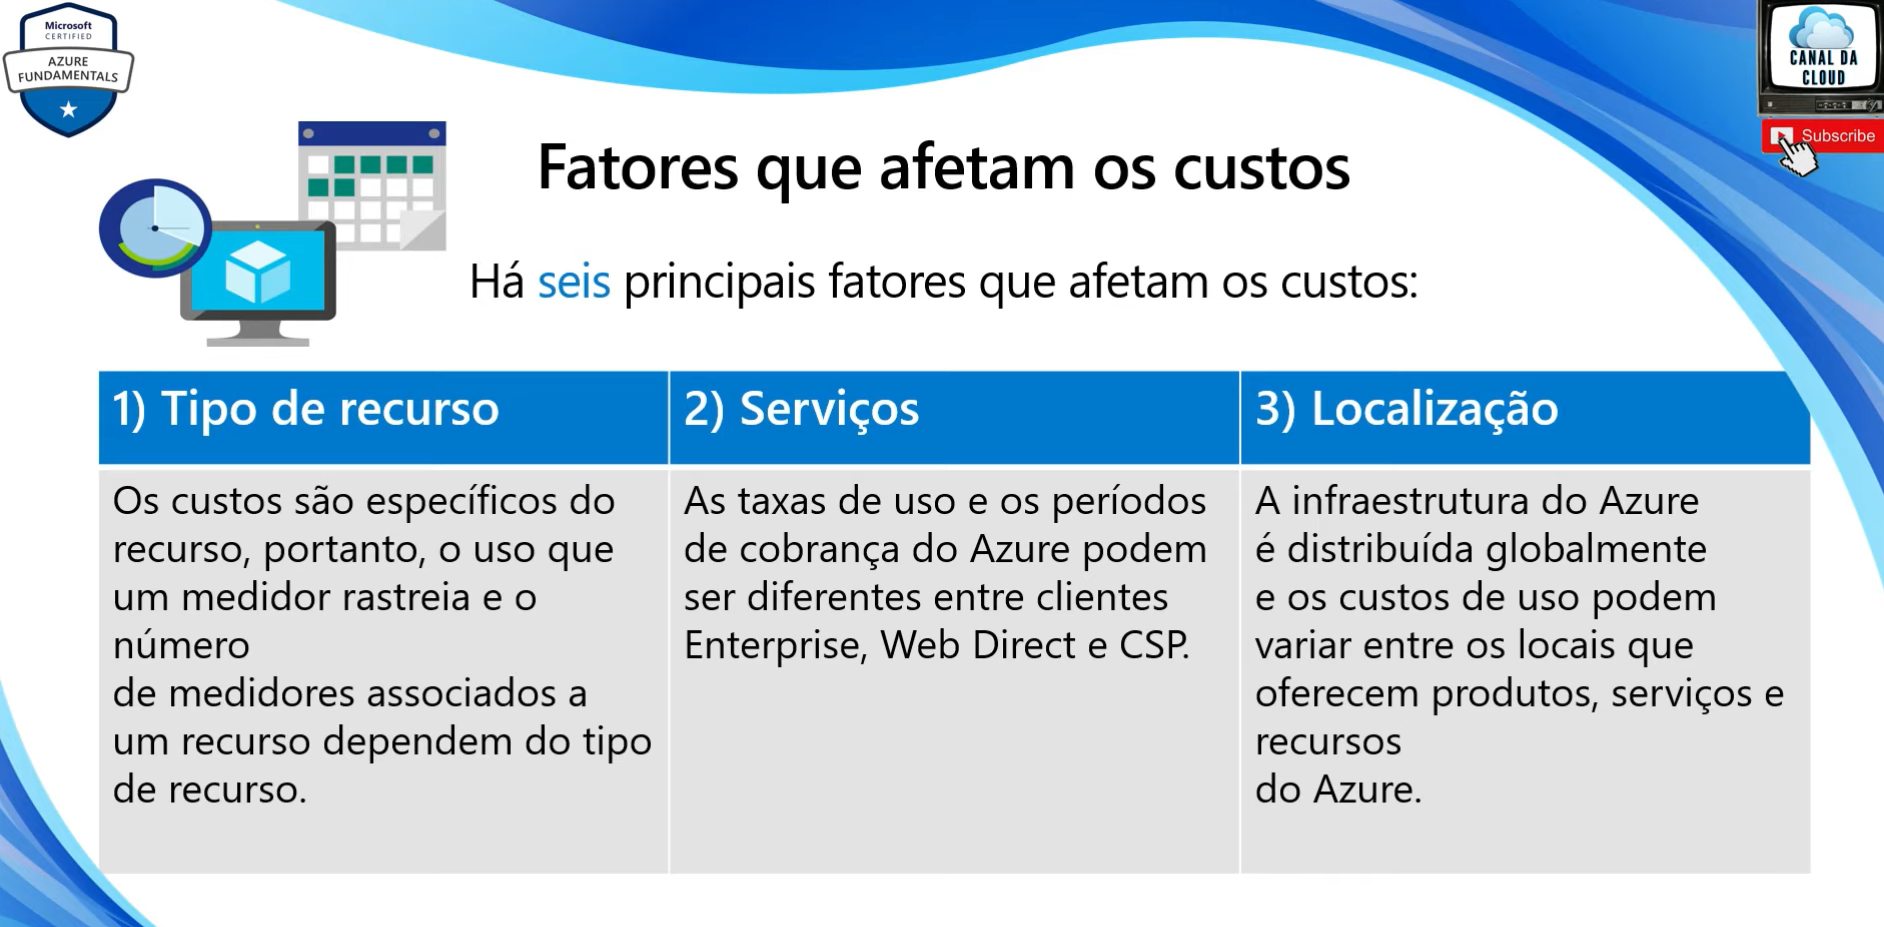 Microsoft
CERTIFIED
AZURE
FUNDAMENTALS
CANAL DA
CLOUD
Subscribe
Fatores que afetam os custos
Há seis principais fatores que afetam os custos:
1) Tipo de recurso
Os custos são específicos do
recurso, portanto, o uso que
um medidor rastreia e o
número
de medidores associados a
um recurso dependem do tipo
de recurso.
2) Serviços
As taxas de uso e os períodos
de cobrança do Azure podem
ser diferentes entre clientes
Enterprise, Web Direct e CSP.
3) Localização
A infraestrutura do Azure
é distribuída globalmente
e os custos de uso podem
variar entre os locais que
oferecem produtos, serviços e
recursos
do Azure.